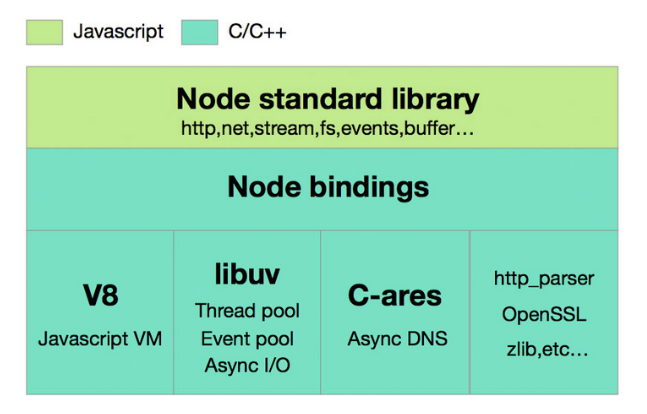 Javascript
C/C++
Node standard library
http,net,stream,fs,events,buffer...
Node bindings
V8
Javascript VM
libuv
Thread pool
Event pool
Async I/O
C-ares
Async DNS
http_parser
OpenSSL
zlib,etc...